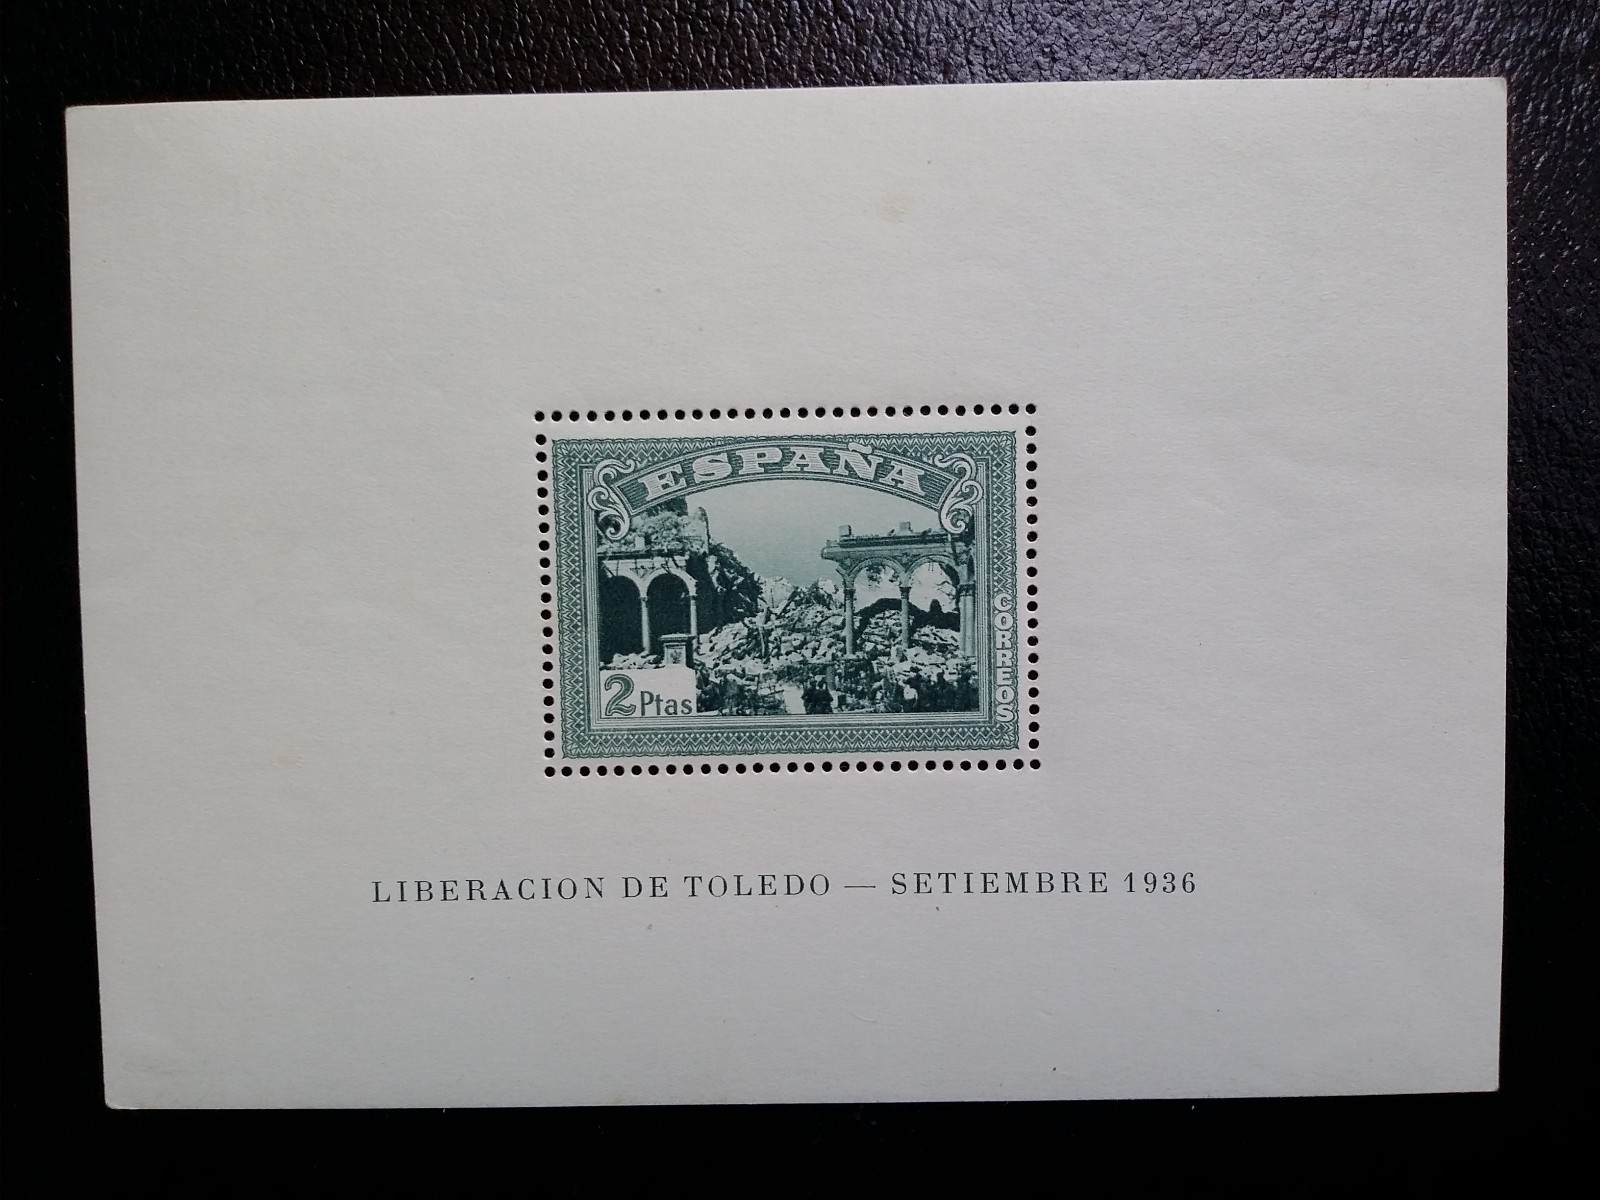 ESPAÑA
CORREOS
2 Ptas
LIBERACION DE TOLEDO — SETIEMBRE 1936